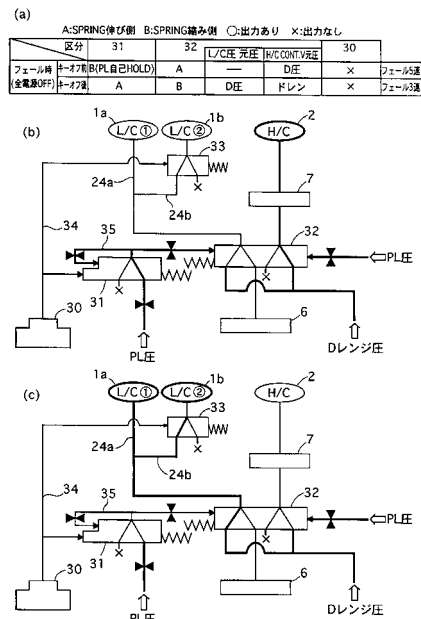 (a)
A:SPRING伸び側 B:SPRING縮み側 ○:出力あり ×:出力なし
区分 31 32 L/C圧 元圧 H/C CONT.V元圧 30
フェール時 (全電源OFF) キーオフ前 B(PL自己HOLD) A — D圧 × フェール5速
キーオフ後 A B D圧 ドレン × フェール3速
(b)
1a 1b 2
L/C① L/C② H/C
33
24a
24b
7
34
35
32
PL圧
31
30
6
PL圧
Dレンジ圧
(c)
1a 1b 2
L/C① L/C② H/C
33
24a
24b
7
34
35
32
PL圧
31
30
6
PL圧
Dレンジ圧